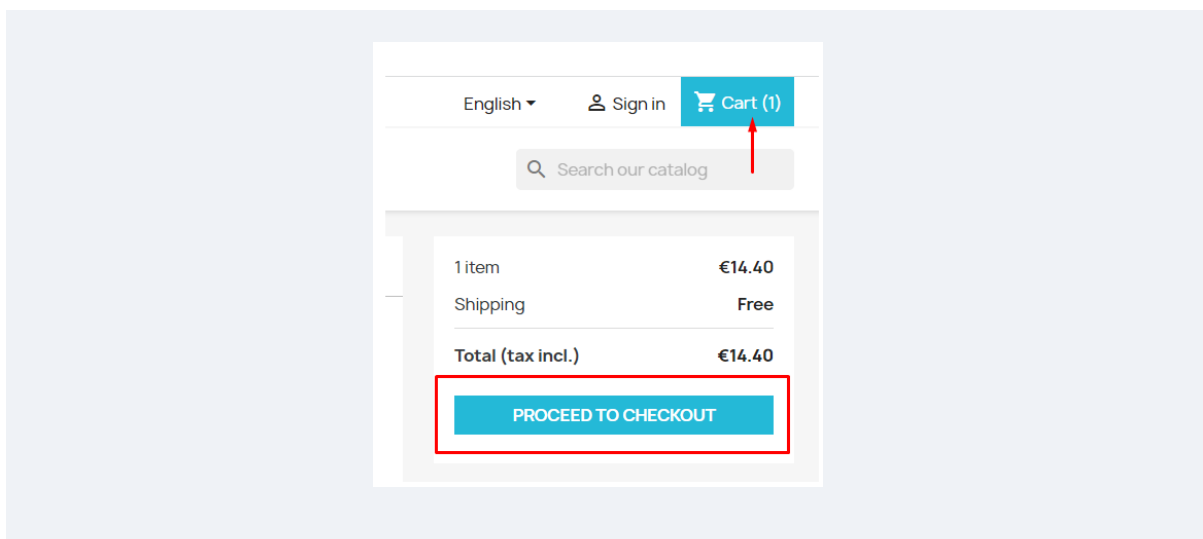 English Sign in Cart (1)
Search our catalog
1 item €14.40
Shipping Free
Total (tax incl.) €14.40
PROCEED TO CHECKOUT